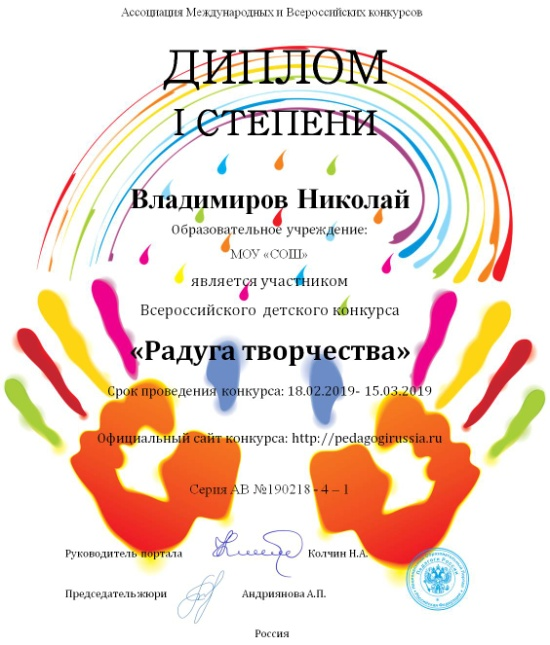 Ассоциация Международных и Всероссийских конкурсов
ДИПЛОМ
I СТЕПЕНИ
Владимиров Николай
Образовательное учреждение:
МОУ «СОШ»
является участником
Всероссийского детского конкурса
«Радуга творчества»
Срок проведения конкурса: 18.02.2019- 15.03.2019
Официальный сайт конкурса: http://pedagogirussia.ru
Серия АВ №190218 - 4 – 1
Руководитель портала Колчин Н.А.
Председатель жюри Андриянова А.П.
Россия